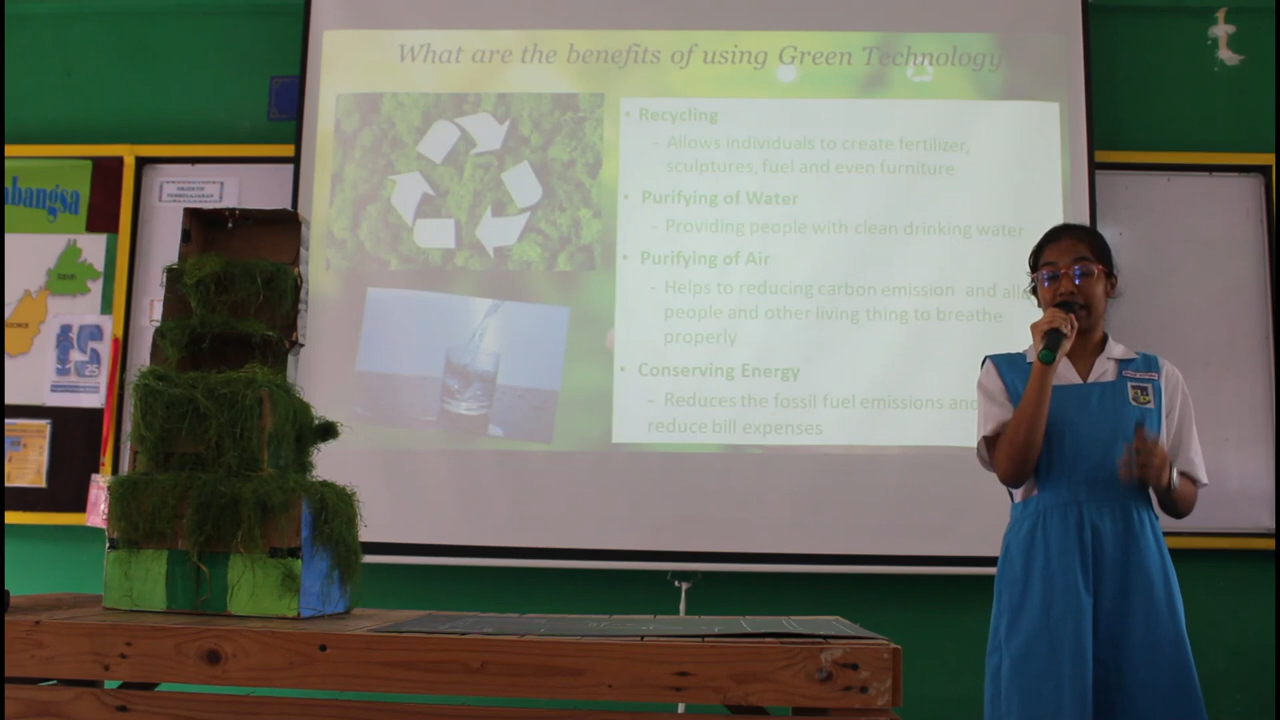 What are the benefits of using Green Technology
• Recycling
- Allows individuals to create fertilizer,
sculptures, fuel and even furniture
• Purifying of Water
- Providing people with clean drinking water
• Purifying of Air
- Helps to reducing carbon emission and
people and other living thing to breathe
properly
• Conserving Energy
- Reduces the fossil fuel emissions and
reduce bill expenses
abangsa
25
t